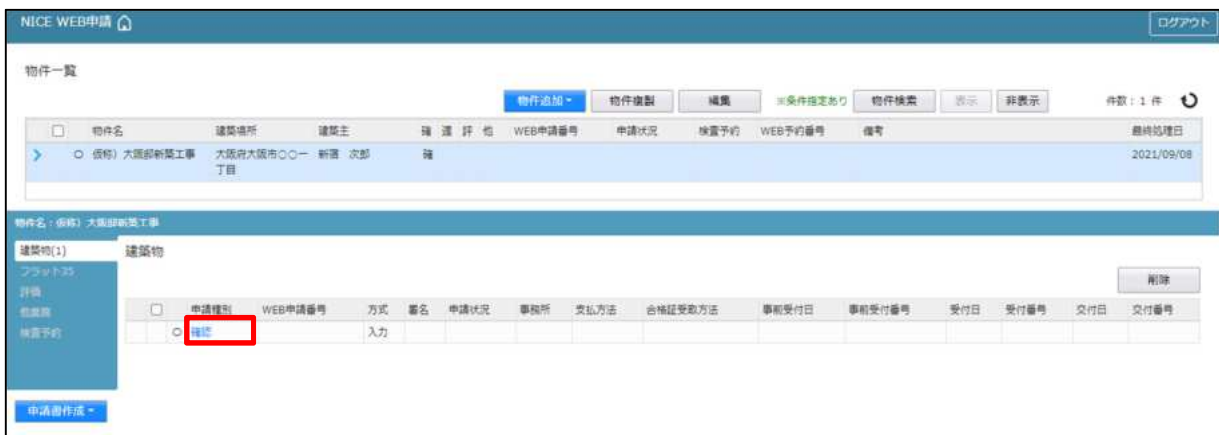 NICE WEB申請 ログアウト
物件一覧
物件追加 物件複製 編集 ※条件指定あり 物件検索 表示 非表示 件数：1 件
物件名 建築場所 建築主 確 適 評 他 WEB申請番号 申請状況 検査予約 WEB予約番号 備考 最終処理日
仮称）大阪邸新築工事 大阪府大阪市〇〇一 新宿 次郎 確 2021/09/08
丁目
物件名：仮称）大阪邸新築工事
建築物(1) 建築物
フラット35 削除
評価
他業務
検査予約
申請種別 WEB申請番号 方式 署名 申請状況 事務所 支払方法 合格証受取方法 事前受付日 事前受付番号 受付日 受付番号 交付日 交付番号
確認 入力
申請書作成